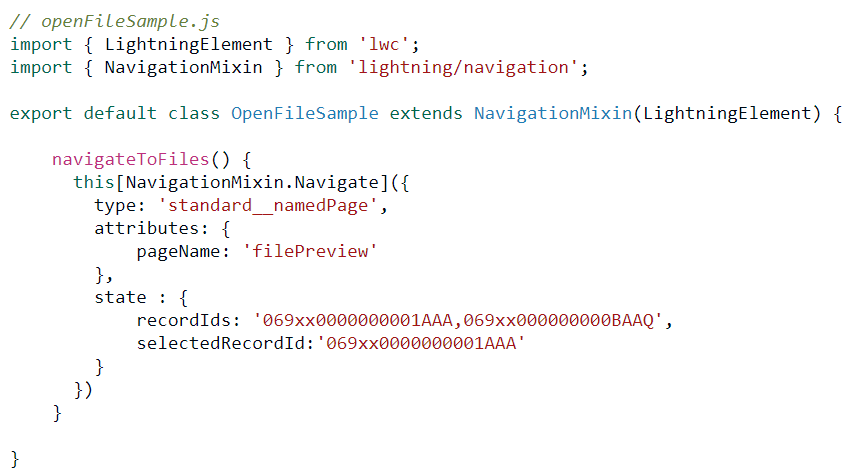 // openFileSample.js
import { LightningElement } from 'lwc';
import { NavigationMixin } from 'lightning/navigation';
export default class OpenFileSample extends NavigationMixin(LightningElement) {
navigateToFiles() {
this[NavigationMixin.Navigate]({
type: 'standard__namedPage',
attributes: {
pageName: 'filePreview'
},
state : {
recordIds: '069xx0000000001AAA,069xx000000000BAAQ',
selectedRecordId:'069xx0000000001AAA'
}
})
}
}